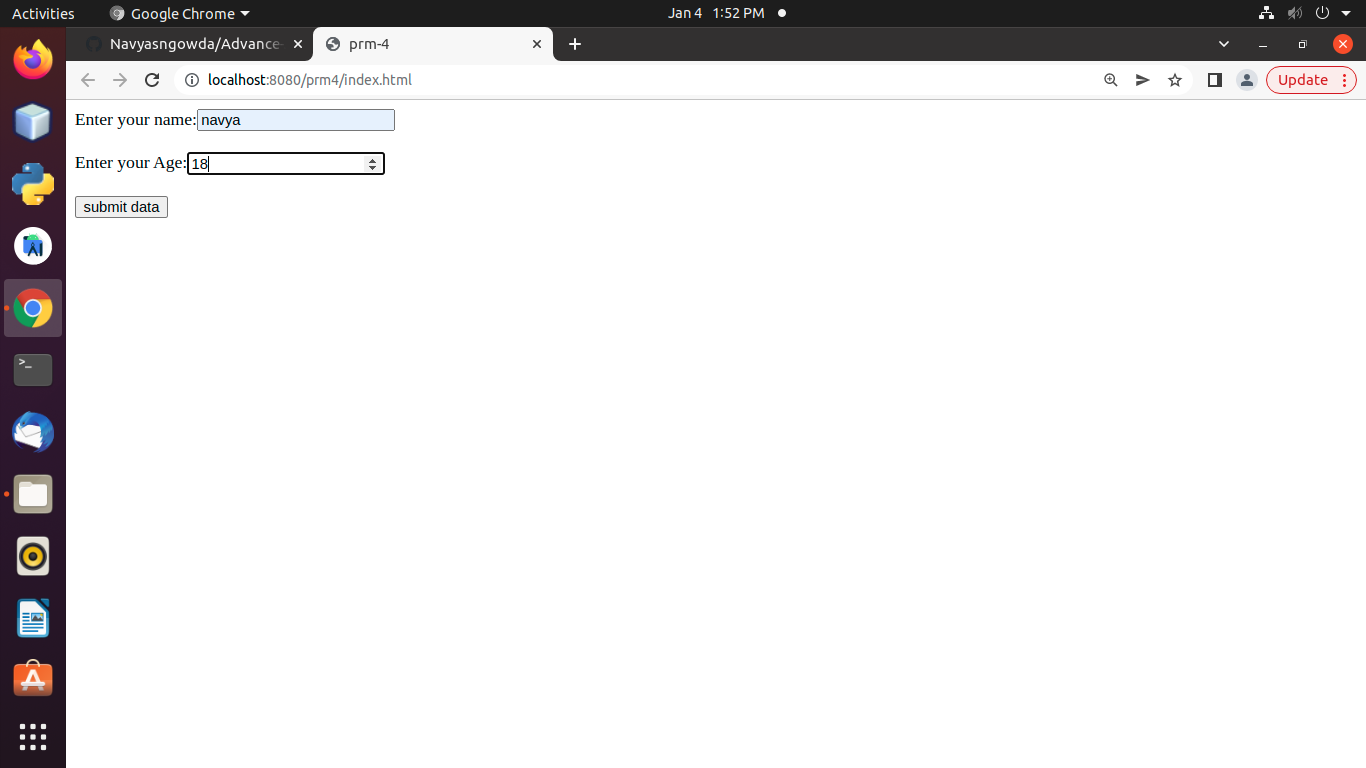 Activities
Google Chrome
Jan 4 1:52 PM
Navyasngowda/Advance-
prm-4
localhost:8080/prm4/index.html
Update
Enter your name:navya
Enter your Age:18
submit data